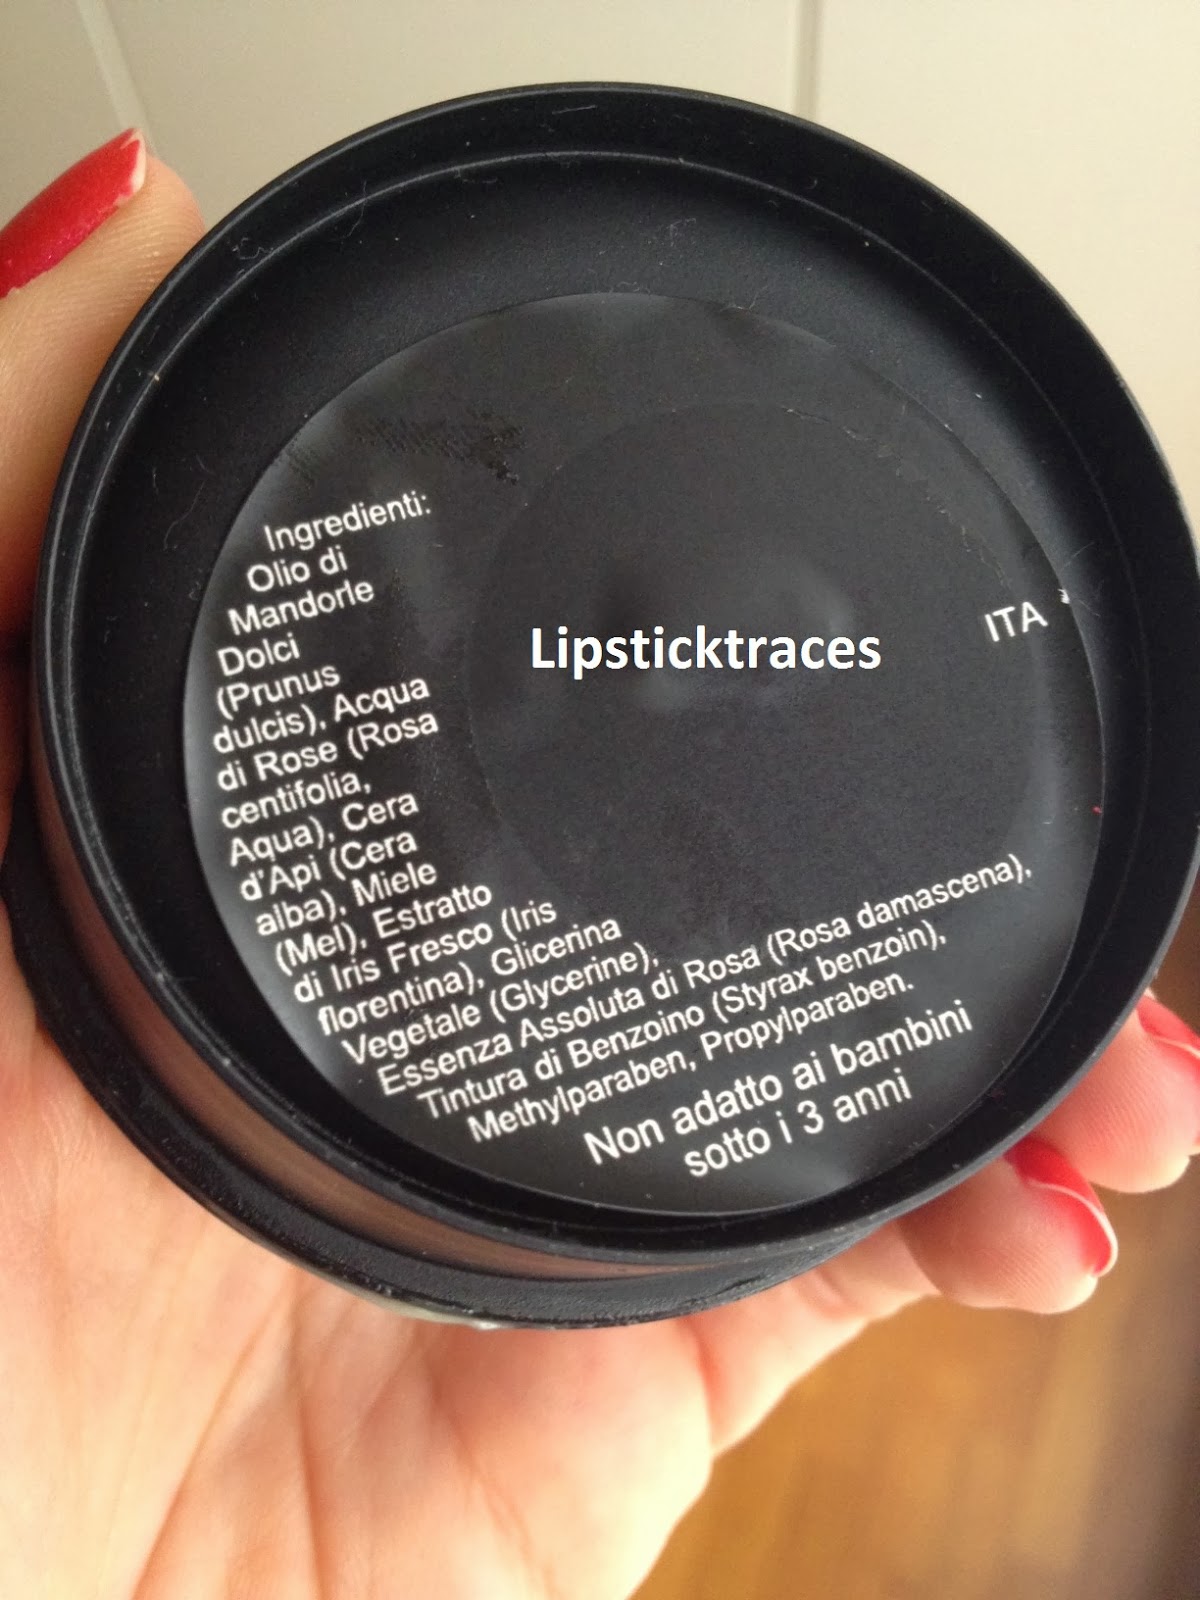 Ingredienti:
Olio di
Mandorle
Dolci
(Prunus
dulcis), Acqua
di Rose (Rosa
centifolia,
Aqua), Cera
d'Api (Cera
alba), Miele
(Mel), Estratto
di Iris Fresco (Iris
florentina), Glicerina
Vegetale (Glycerine),
Essenza Assoluta di Rosa (Rosa damascena),
Tintura di Benzoino (Styrax benzoin),
Methylparaben, Propylparaben.
Non adatto ai bambini
sotto i 3 anni
ITA
Lipsticktraces